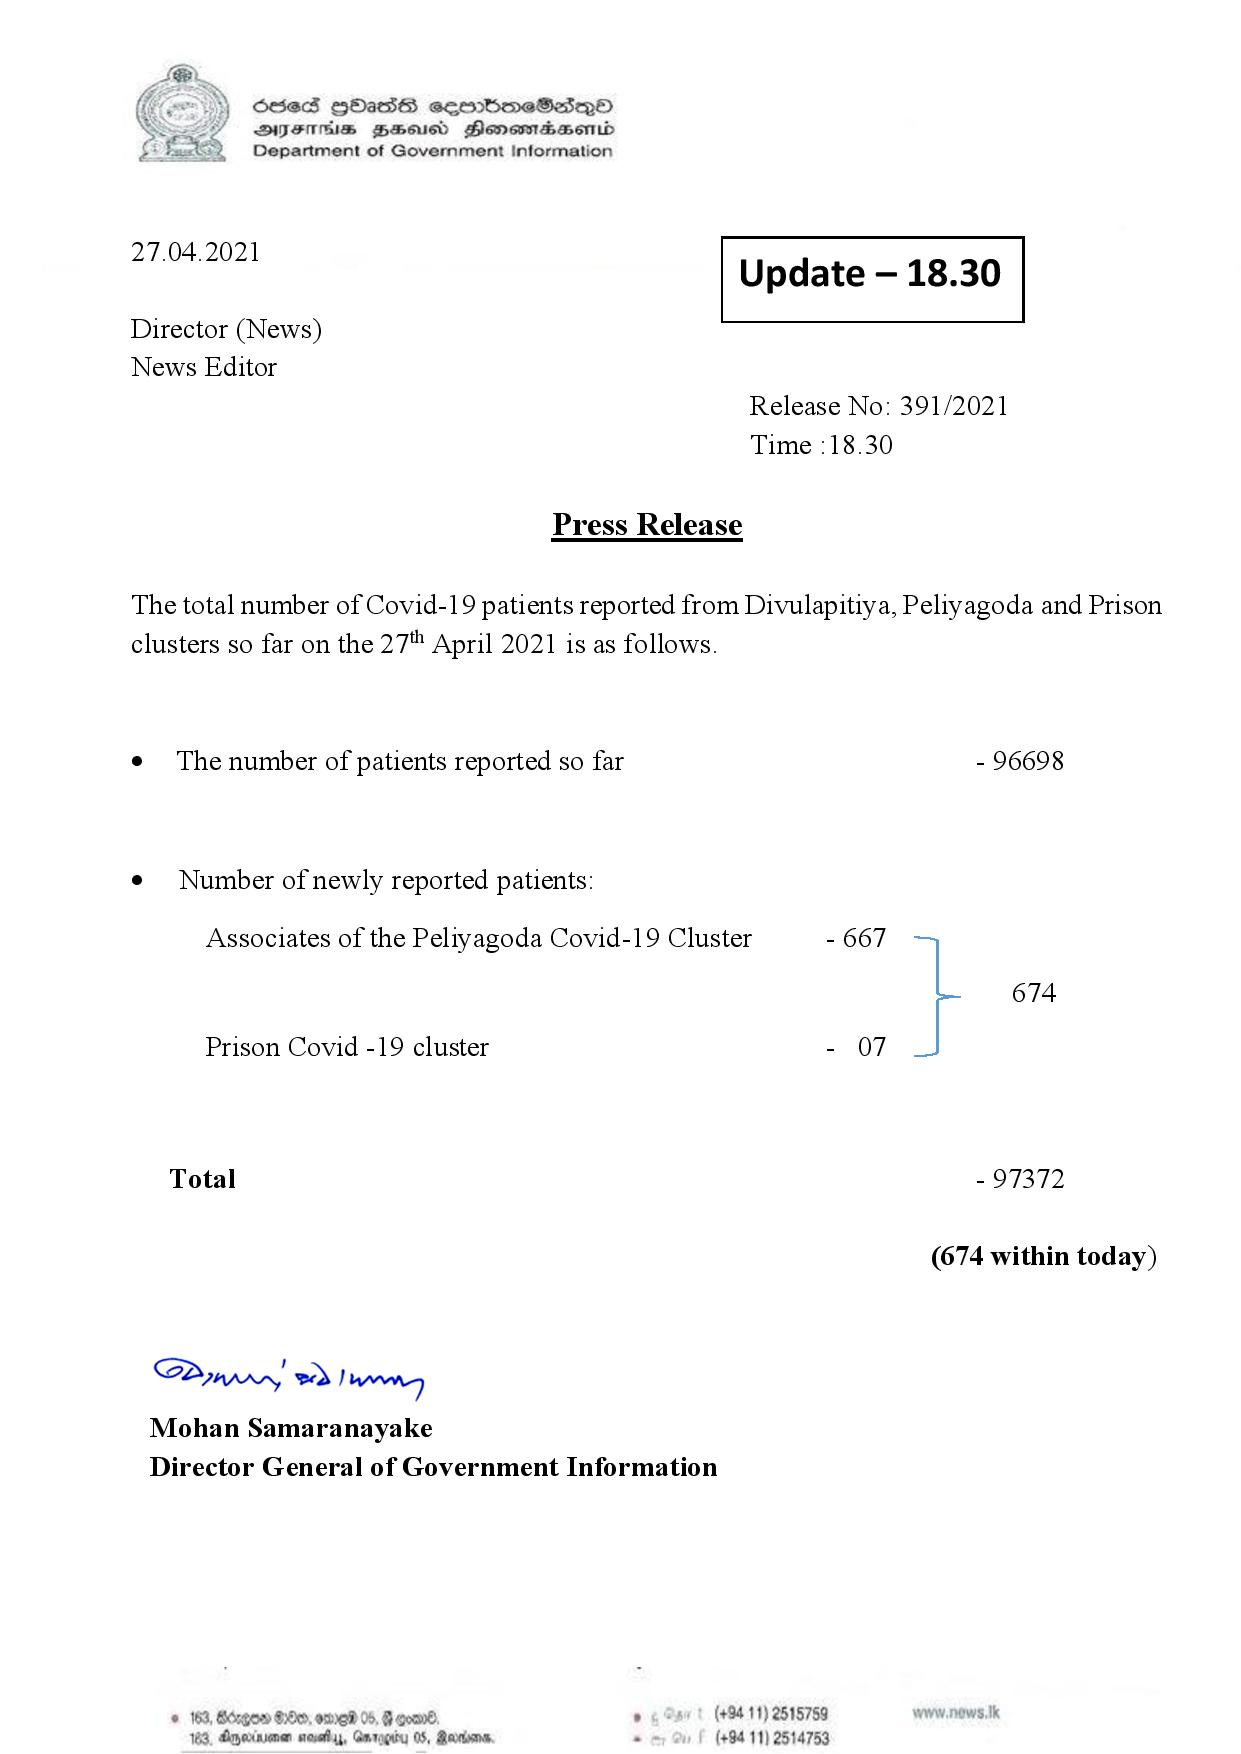 රජයේ ප්‍රවෘත්ති දෙපාර්තමේන්තුව
அரசாங்க தகவல் திணைக்களம்
Department of Government Information
27.04.2021
Update – 18.30
Director (News)
News Editor
Release No: 391/2021
Time :18.30
Press Release
The total number of Covid-19 patients reported from Divulapitiya, Peliyagoda and Prison
clusters so far on the 27th April 2021 is as follows.
• The number of patients reported so far - 96698
• Number of newly reported patients:
Associates of the Peliyagoda Covid-19 Cluster - 667
674
Prison Covid -19 cluster - 07
Total - 97372
(674 within today)
Mohan Samaranayake
Director General of Government Information
163, කිරුලපන මාවත, කොළඹ 05, ශ්‍රී ලංකාව.
163, கிருலப்பனை எவனியூ, கொழும்பு 05, இலங்கை.
t (+94 11) 2515759
f (+94 11) 2514753
www.news.lk